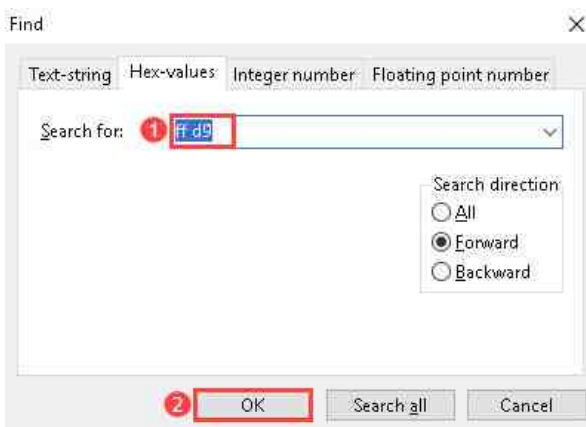 Find
Text-string Hex-values Integer number Floating point number
Search for: 1 ff d9
Search direction
All
Forward
Backward
2 OK Search all Cancel